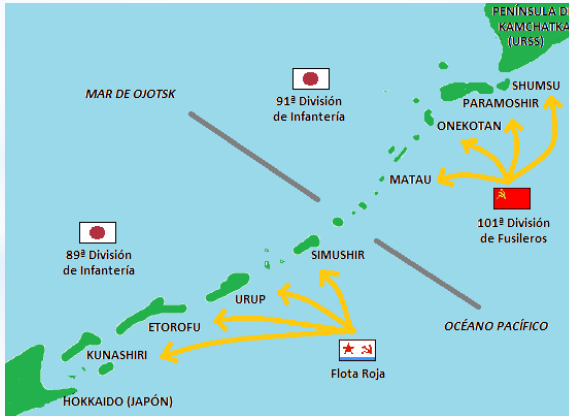 PENÍNSULA DE
KAMCHATKA
(URSS)
SHUMSU
PARAMOSHIR
ONEKOTAN
MATAU
91ª División
de Infantería
MAR DE OJOTSK
101ª División
de Fusileros
89ª División
de Infantería
SIMUSHIR
URUP
ETOROFU
KUNASHIRI
OCÉANO PACÍFICO
Flota Roja
HOKKAIDO (JAPÓN)